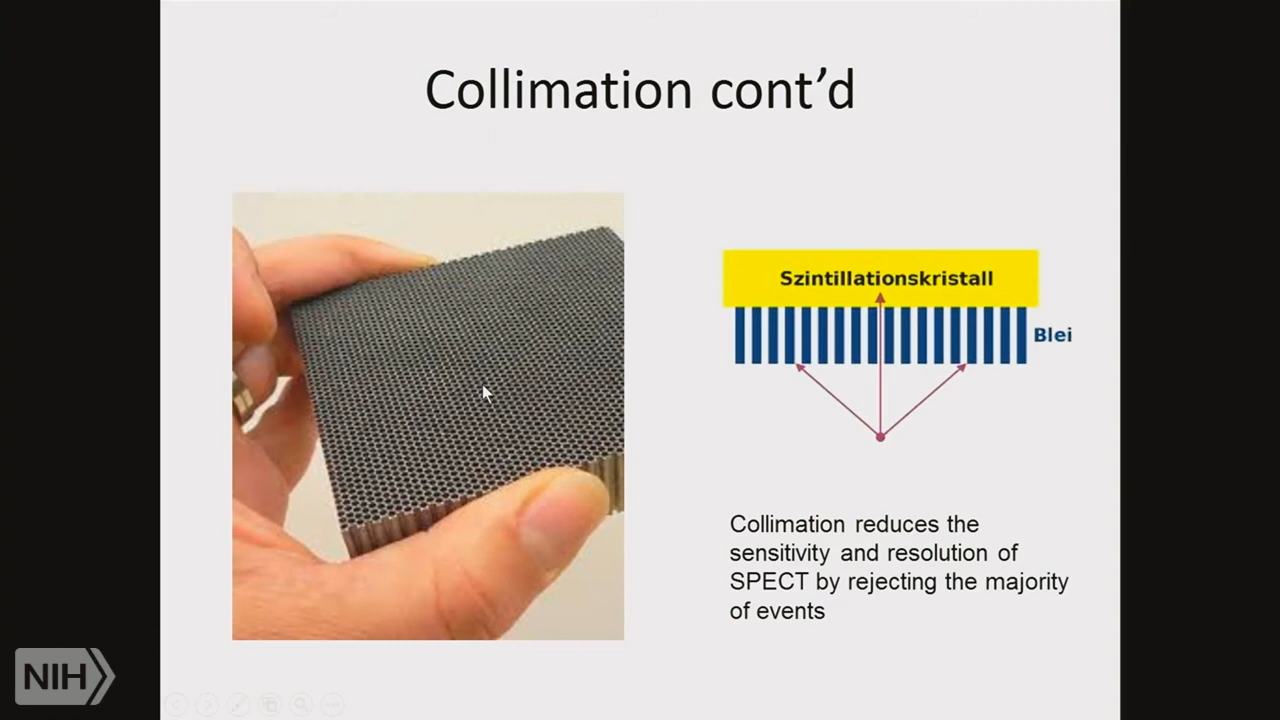 Collimation cont’d
Szintillationskristall
Blei
Collimation reduces the
sensitivity and resolution of
SPECT by rejecting the majority
of events
NIH